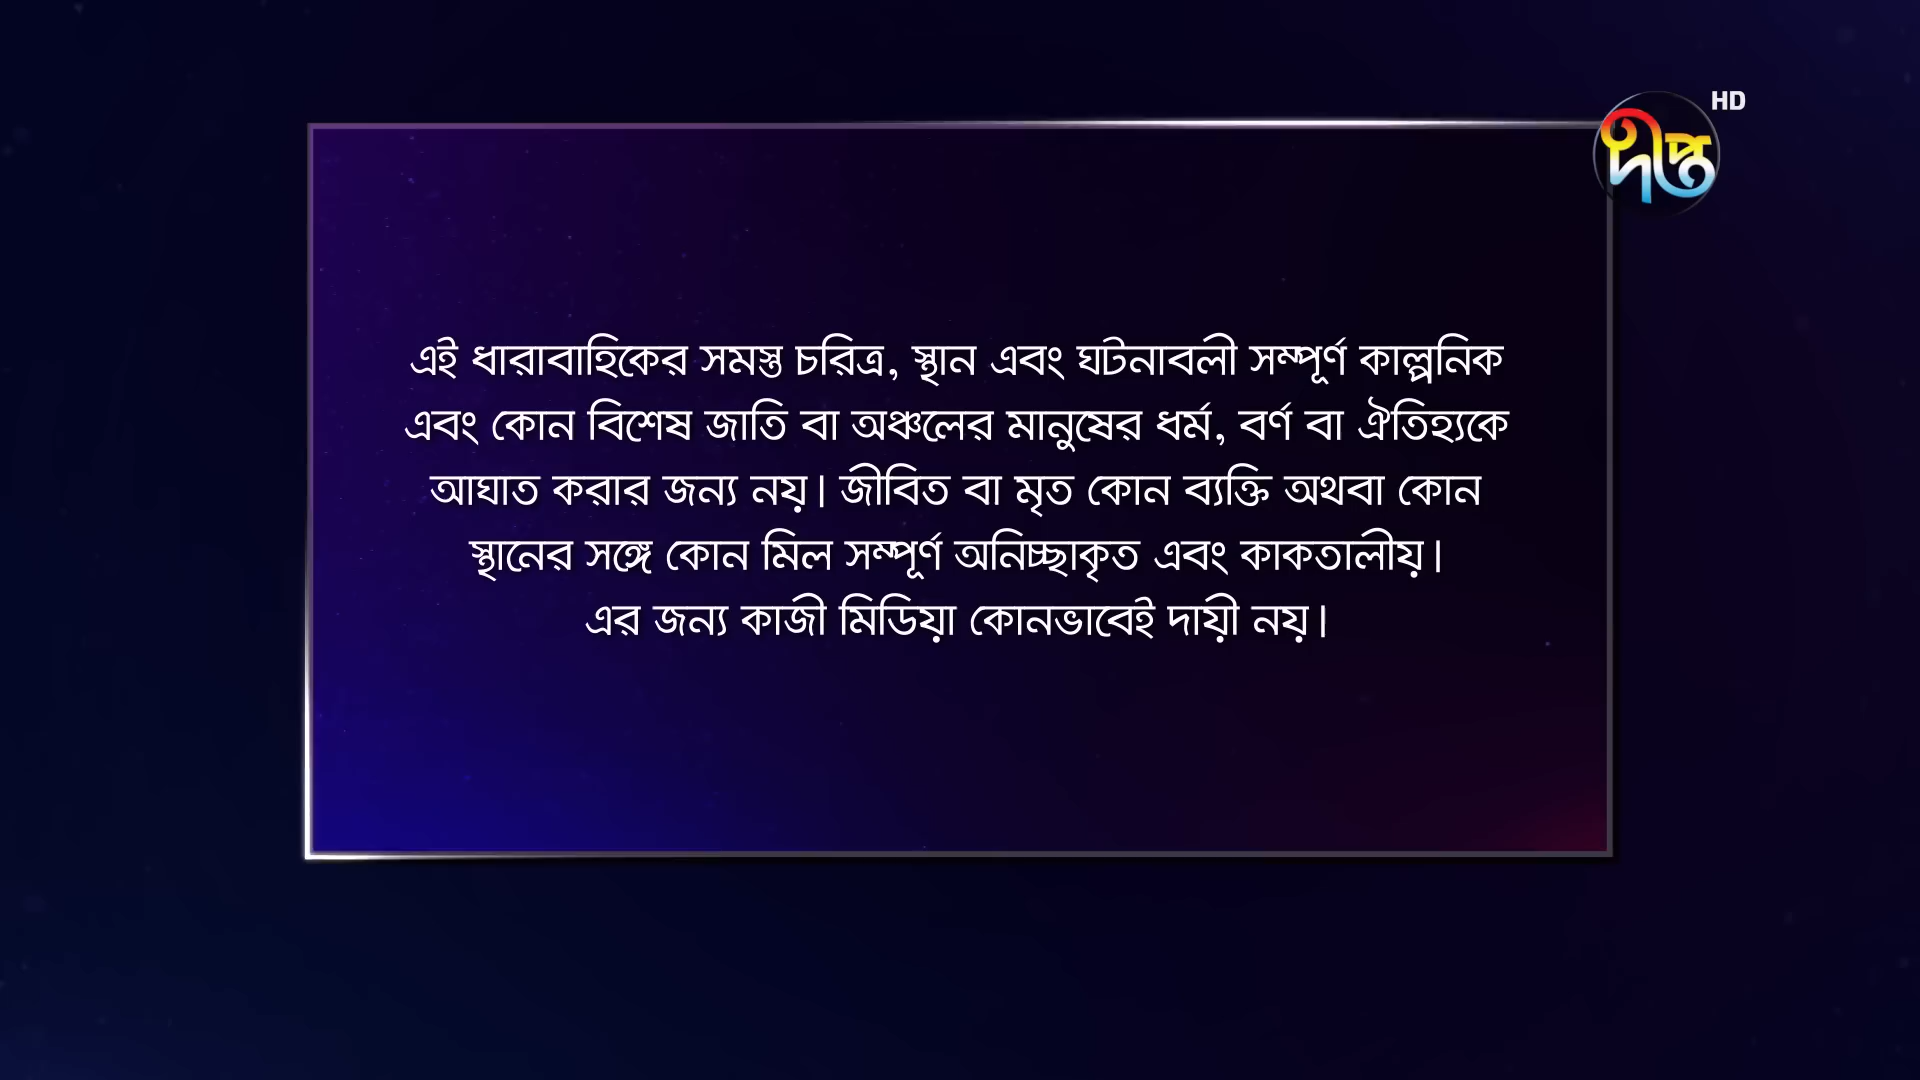 HD
দীপ্ত
এই ধারাবাহিকের সমস্ত চরিত্র, স্থান এবং ঘটনাবলী সম্পূর্ণ কাল্পনিক
এবং কোন বিশেষ জাতি বা অঞ্চলের মানুষের ধর্ম, বর্ণ বা ঐতিহ্যকে
আঘাত করার জন্য নয়। জীবিত বা মৃত কোন ব্যক্তি অথবা কোন
স্থানের সঙ্গে কোন মিল সম্পূর্ণ অনিচ্ছাকৃত এবং কাকতালীয়।
এর জন্য কাজী মিডিয়া কোনভাবেই দায়ী নয়।